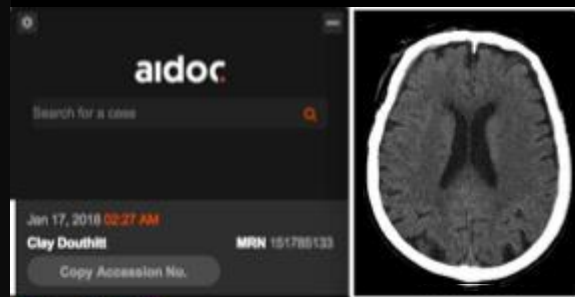 aidoc.
Search for a case
Jan 17, 2018 02:27 AM
Clay Douthitt MRN 151785133
Copy Accession No.